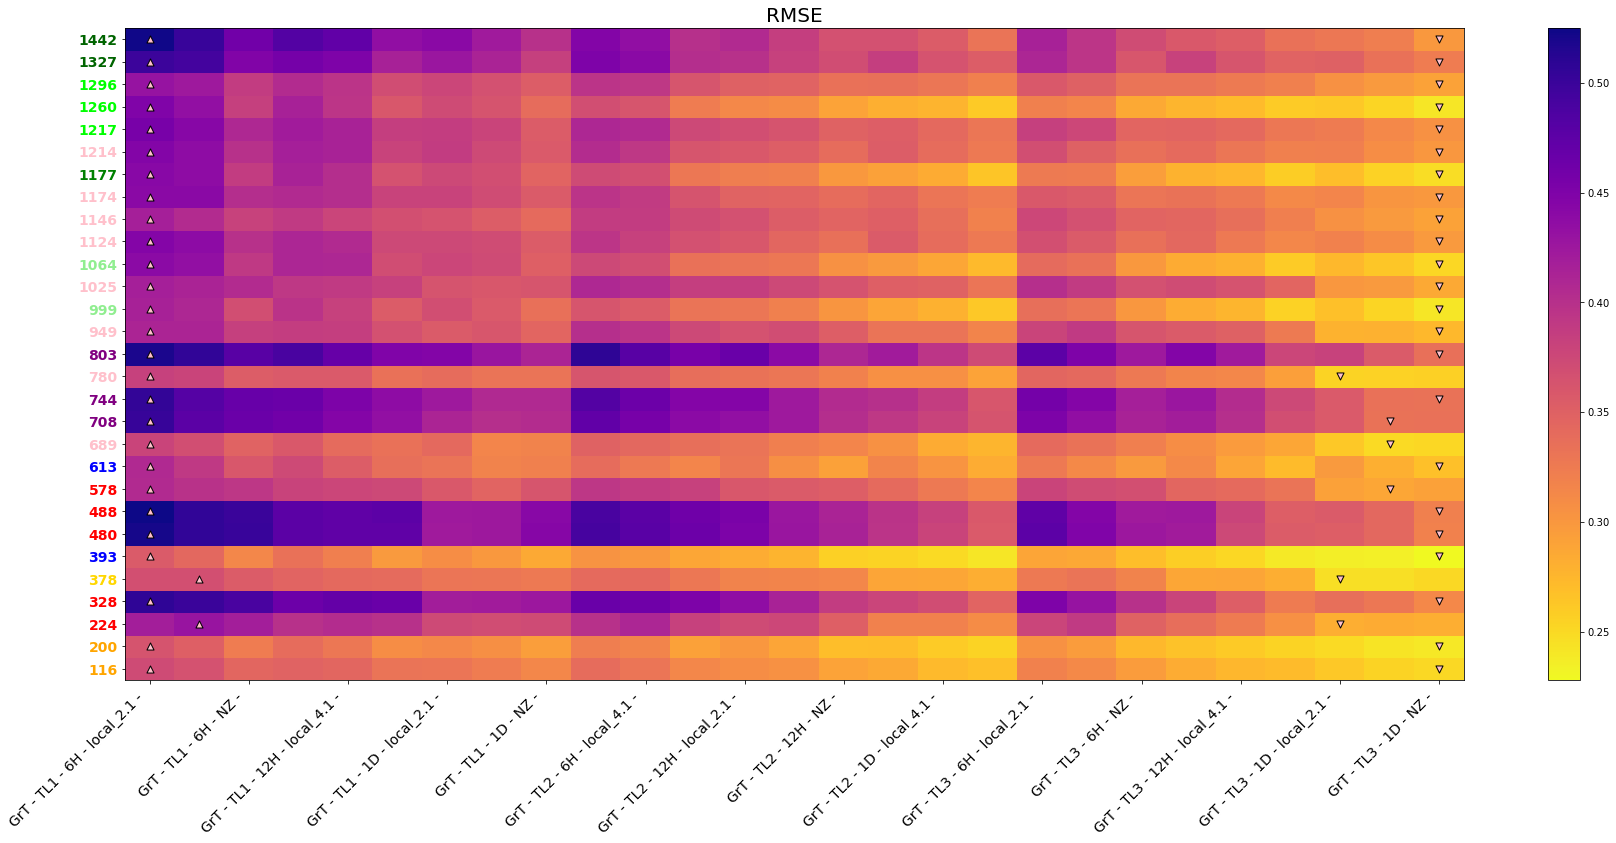 RMSE
1442
1327
1296
1260
1217
1214
1177
1174
1146
1124
1064
1025
999
949
803
780
744
708
689
613
578
488
480
393
378
328
224
200
116
0.50
0.45
0.40
0.35
0.30
0.25
GrT - TL1 - 6H - local_2.1 -
GrT - TL1 - 6H - NZ -
GrT - TL1 - 12H - local_4.1 -
GrT - TL1 - 1D - local_2.1 -
GrT - TL1 - 1D - NZ -
GrT - TL2 - 6H - local_4.1 -
GrT - TL2 - 12H - local_2.1 -
GrT - TL2 - 12H - NZ -
GrT - TL2 - 1D - local_4.1 -
GrT - TL3 - 6H - local_2.1 -
GrT - TL3 - 6H - NZ -
GrT - TL3 - 12H - local_4.1 -
GrT - TL3 - 1D - local_2.1 -
GrT - TL3 - 1D - NZ -